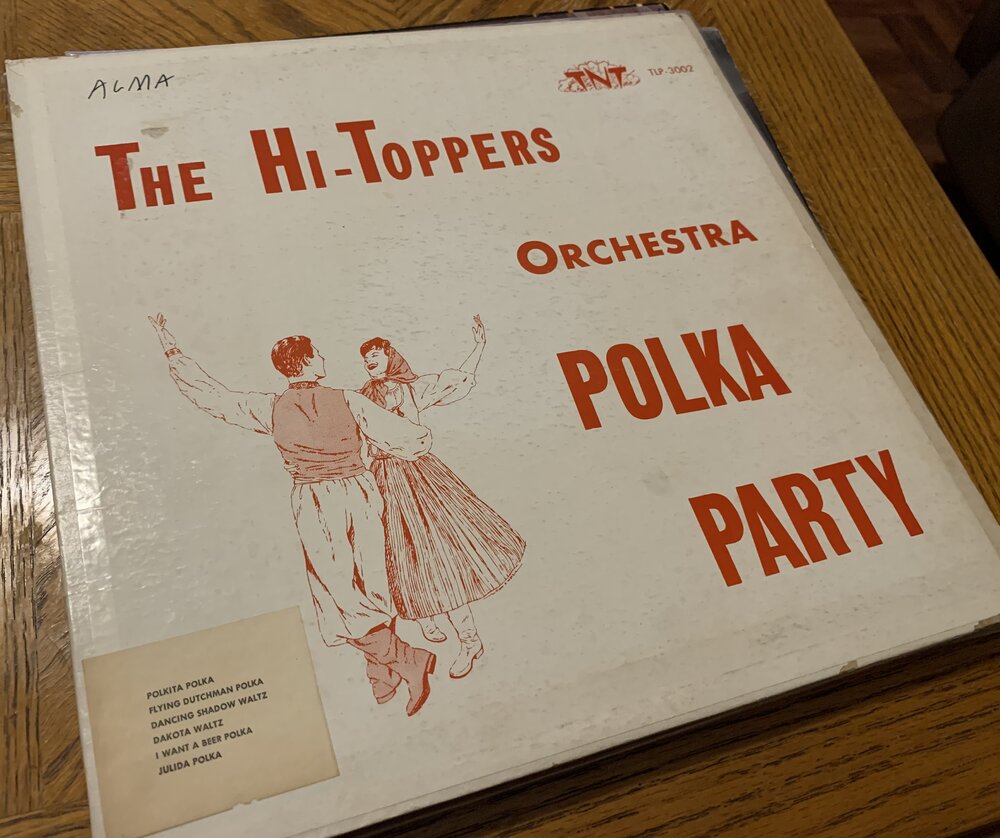 ALMA
TNT TLP-3002
THE HI-TOPPERS
ORCHESTRA
POLKA
PARTY
POLKITA POLKA
FLYING DUTCHMAN POLKA
DANCING SHADOW WALTZ
DAKOTA WALTZ
I WANT A BEER POLKA
JULIDA POLKA